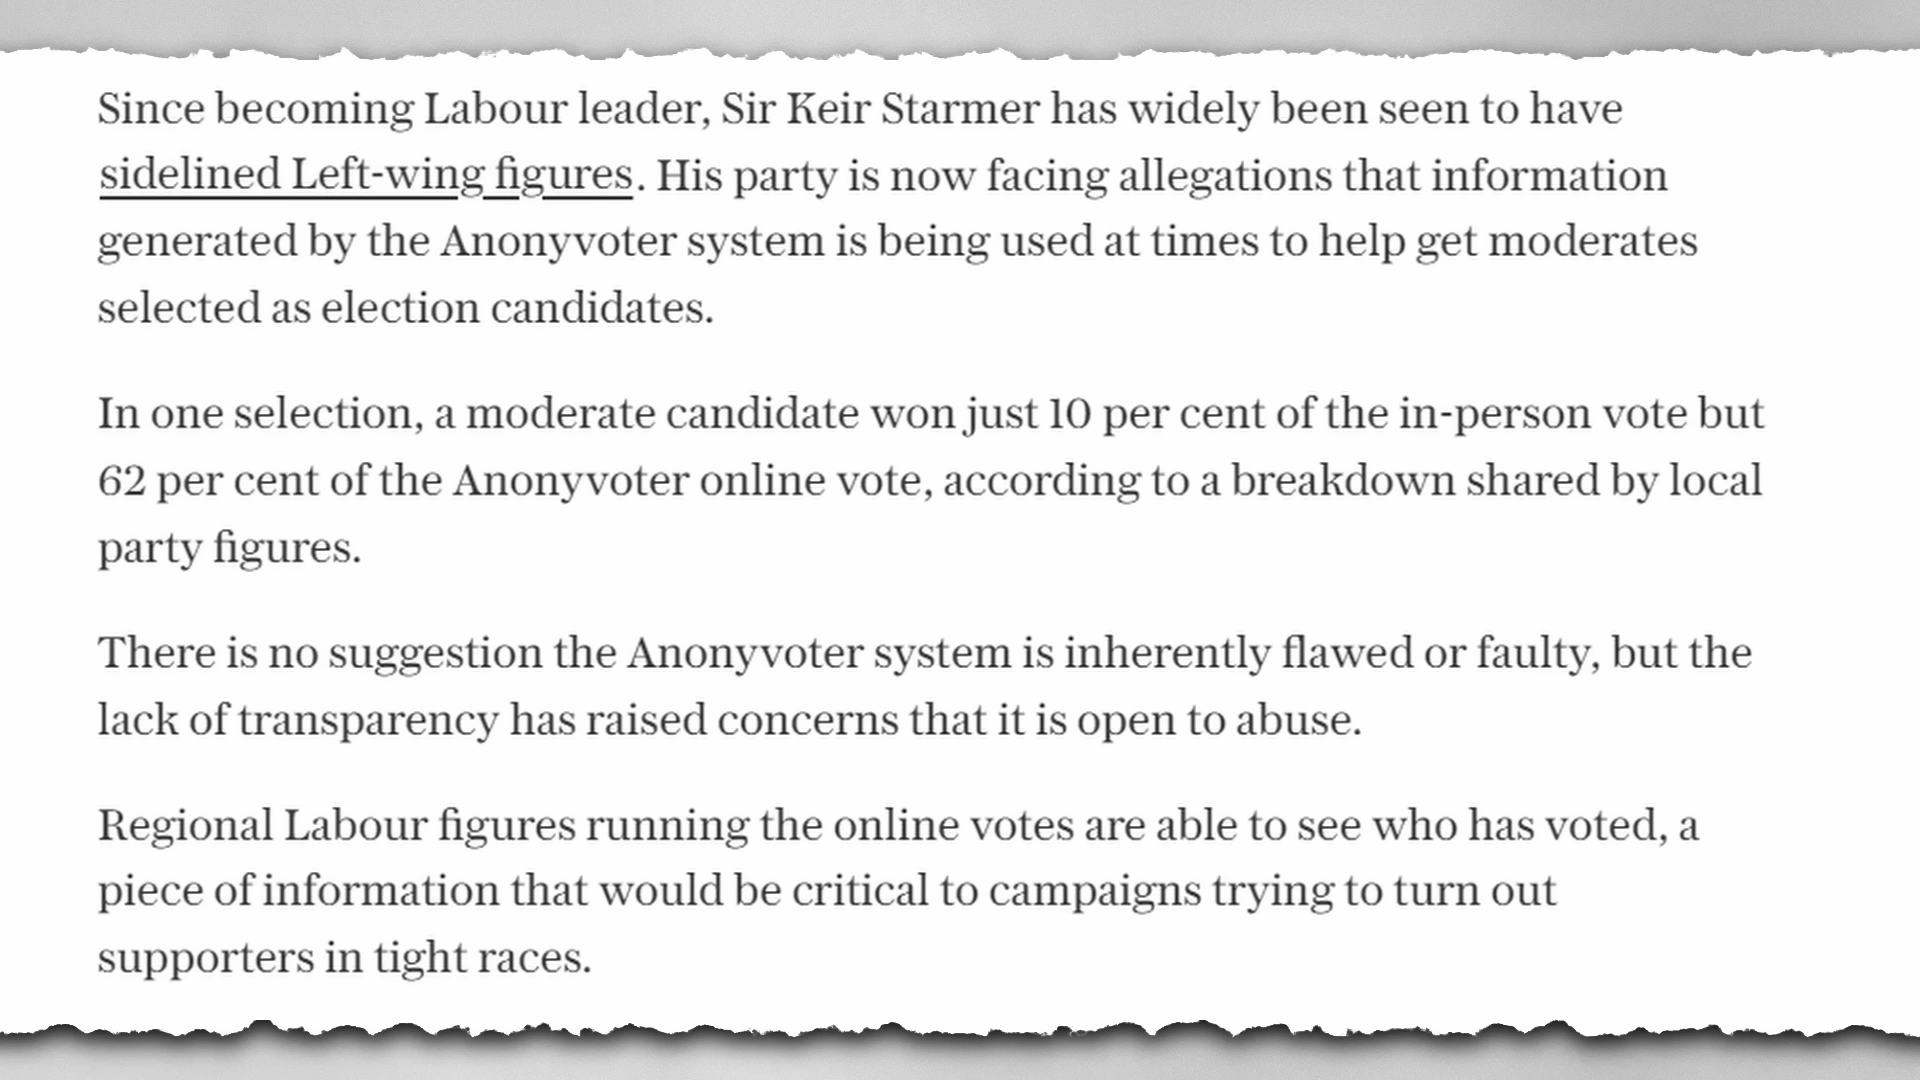 Since becoming Labour leader, Sir Keir Starmer has widely been seen to have
sidelined Left-wing figures. His party is now facing allegations that information
generated by the Anonyvoter system is being used at times to help get moderates
selected as election candidates.
In one selection, a moderate candidate won just 10 per cent of the in-person vote but
62 per cent of the Anonyvoter online vote, according to a breakdown shared by local
party figures.
There is no suggestion the Anonyvoter system is inherently flawed or faulty, but the
lack of transparency has raised concerns that it is open to abuse.
Regional Labour figures running the online votes are able to see who has voted, a
piece of information that would be critical to campaigns trying to turn out
supporters in tight races.